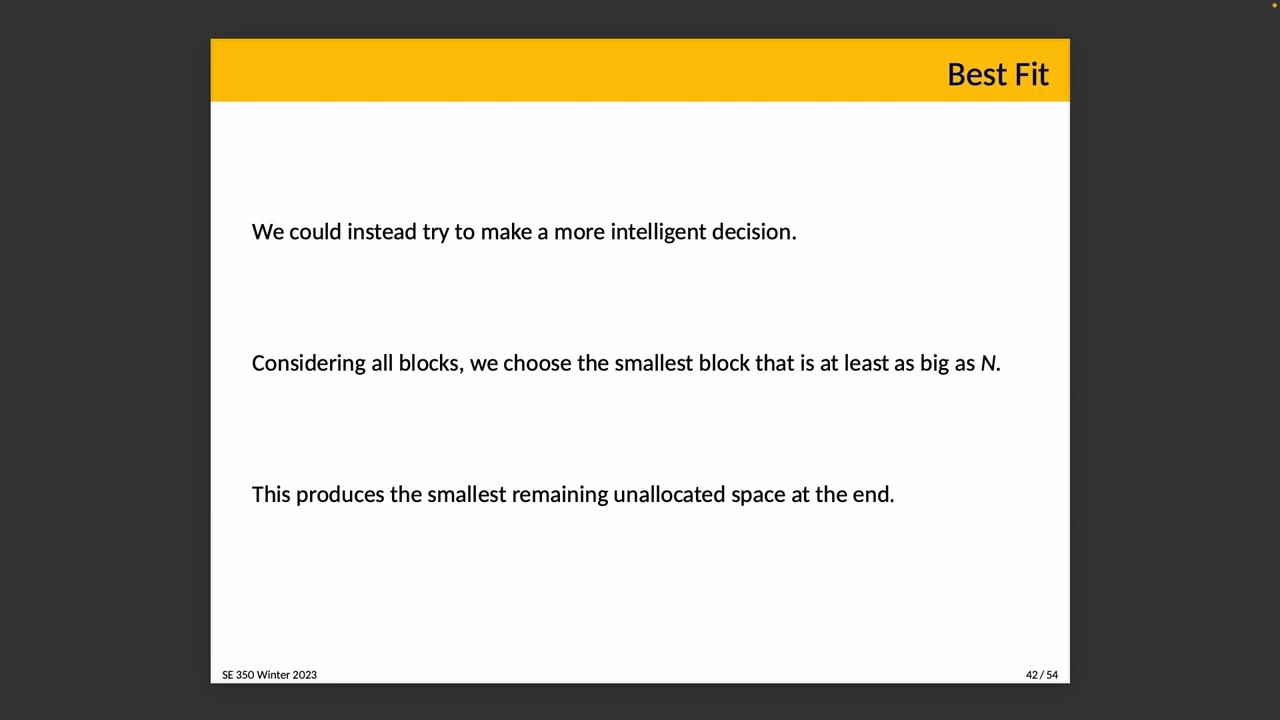 Best Fit
We could instead try to make a more intelligent decision.
Considering all blocks, we choose the smallest block that is at least as big as N.
This produces the smallest remaining unallocated space at the end.
SE 350 Winter 2023
42 / 54